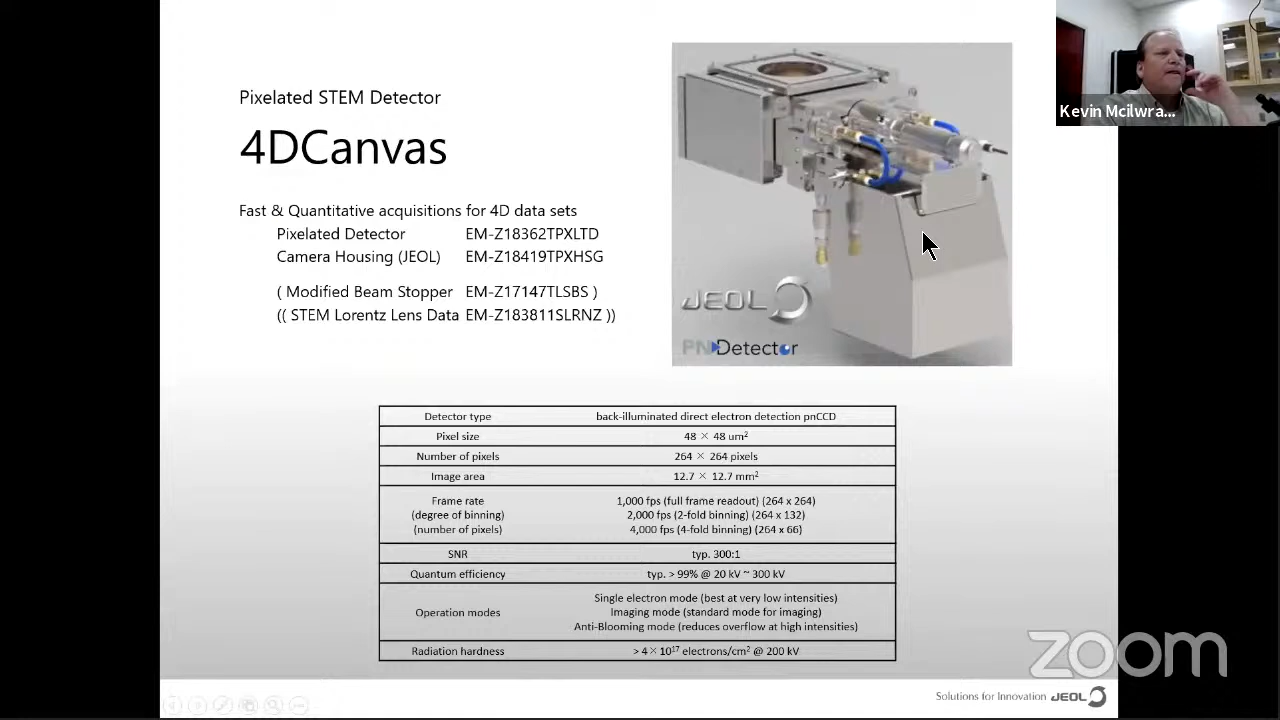 Pixelated STEM Detector
4DCanvas
Fast & Quantitative acquisitions for 4D data sets
Pixelated Detector EM-Z18362TPXLTD
Camera Housing (JEOL) EM-Z18419TPXHSG
( Modified Beam Stopper EM-Z17147TLSBS )
(( STEM Lorentz Lens Data EM-Z183811SLRNZ ))
JEOL
PNDetector
Kevin Mcilwra...
Detector type back-illuminated direct electron detection pnCCD
Pixel size 48 × 48 um²
Number of pixels 264 × 264 pixels
Image area 12.7 × 12.7 mm²
Frame rate 1,000 fps (full frame readout) (264 x 264)
(degree of binning) 2,000 fps (2-fold binning) (264 x 132)
(number of pixels) 4,000 fps (4-fold binning) (264 x 66)
SNR typ. 300:1
Quantum efficiency typ. > 99% @ 20 kV ~ 300 kV
Single electron mode (best at very low intensities)
Operation modes Imaging mode (standard mode for imaging)
Anti-Blooming mode (reduces overflow at high intensities)
Radiation hardness > 4 × 10¹⁷ electrons/cm² @ 200 kV
zoom
Solutions for Innovation JEOL